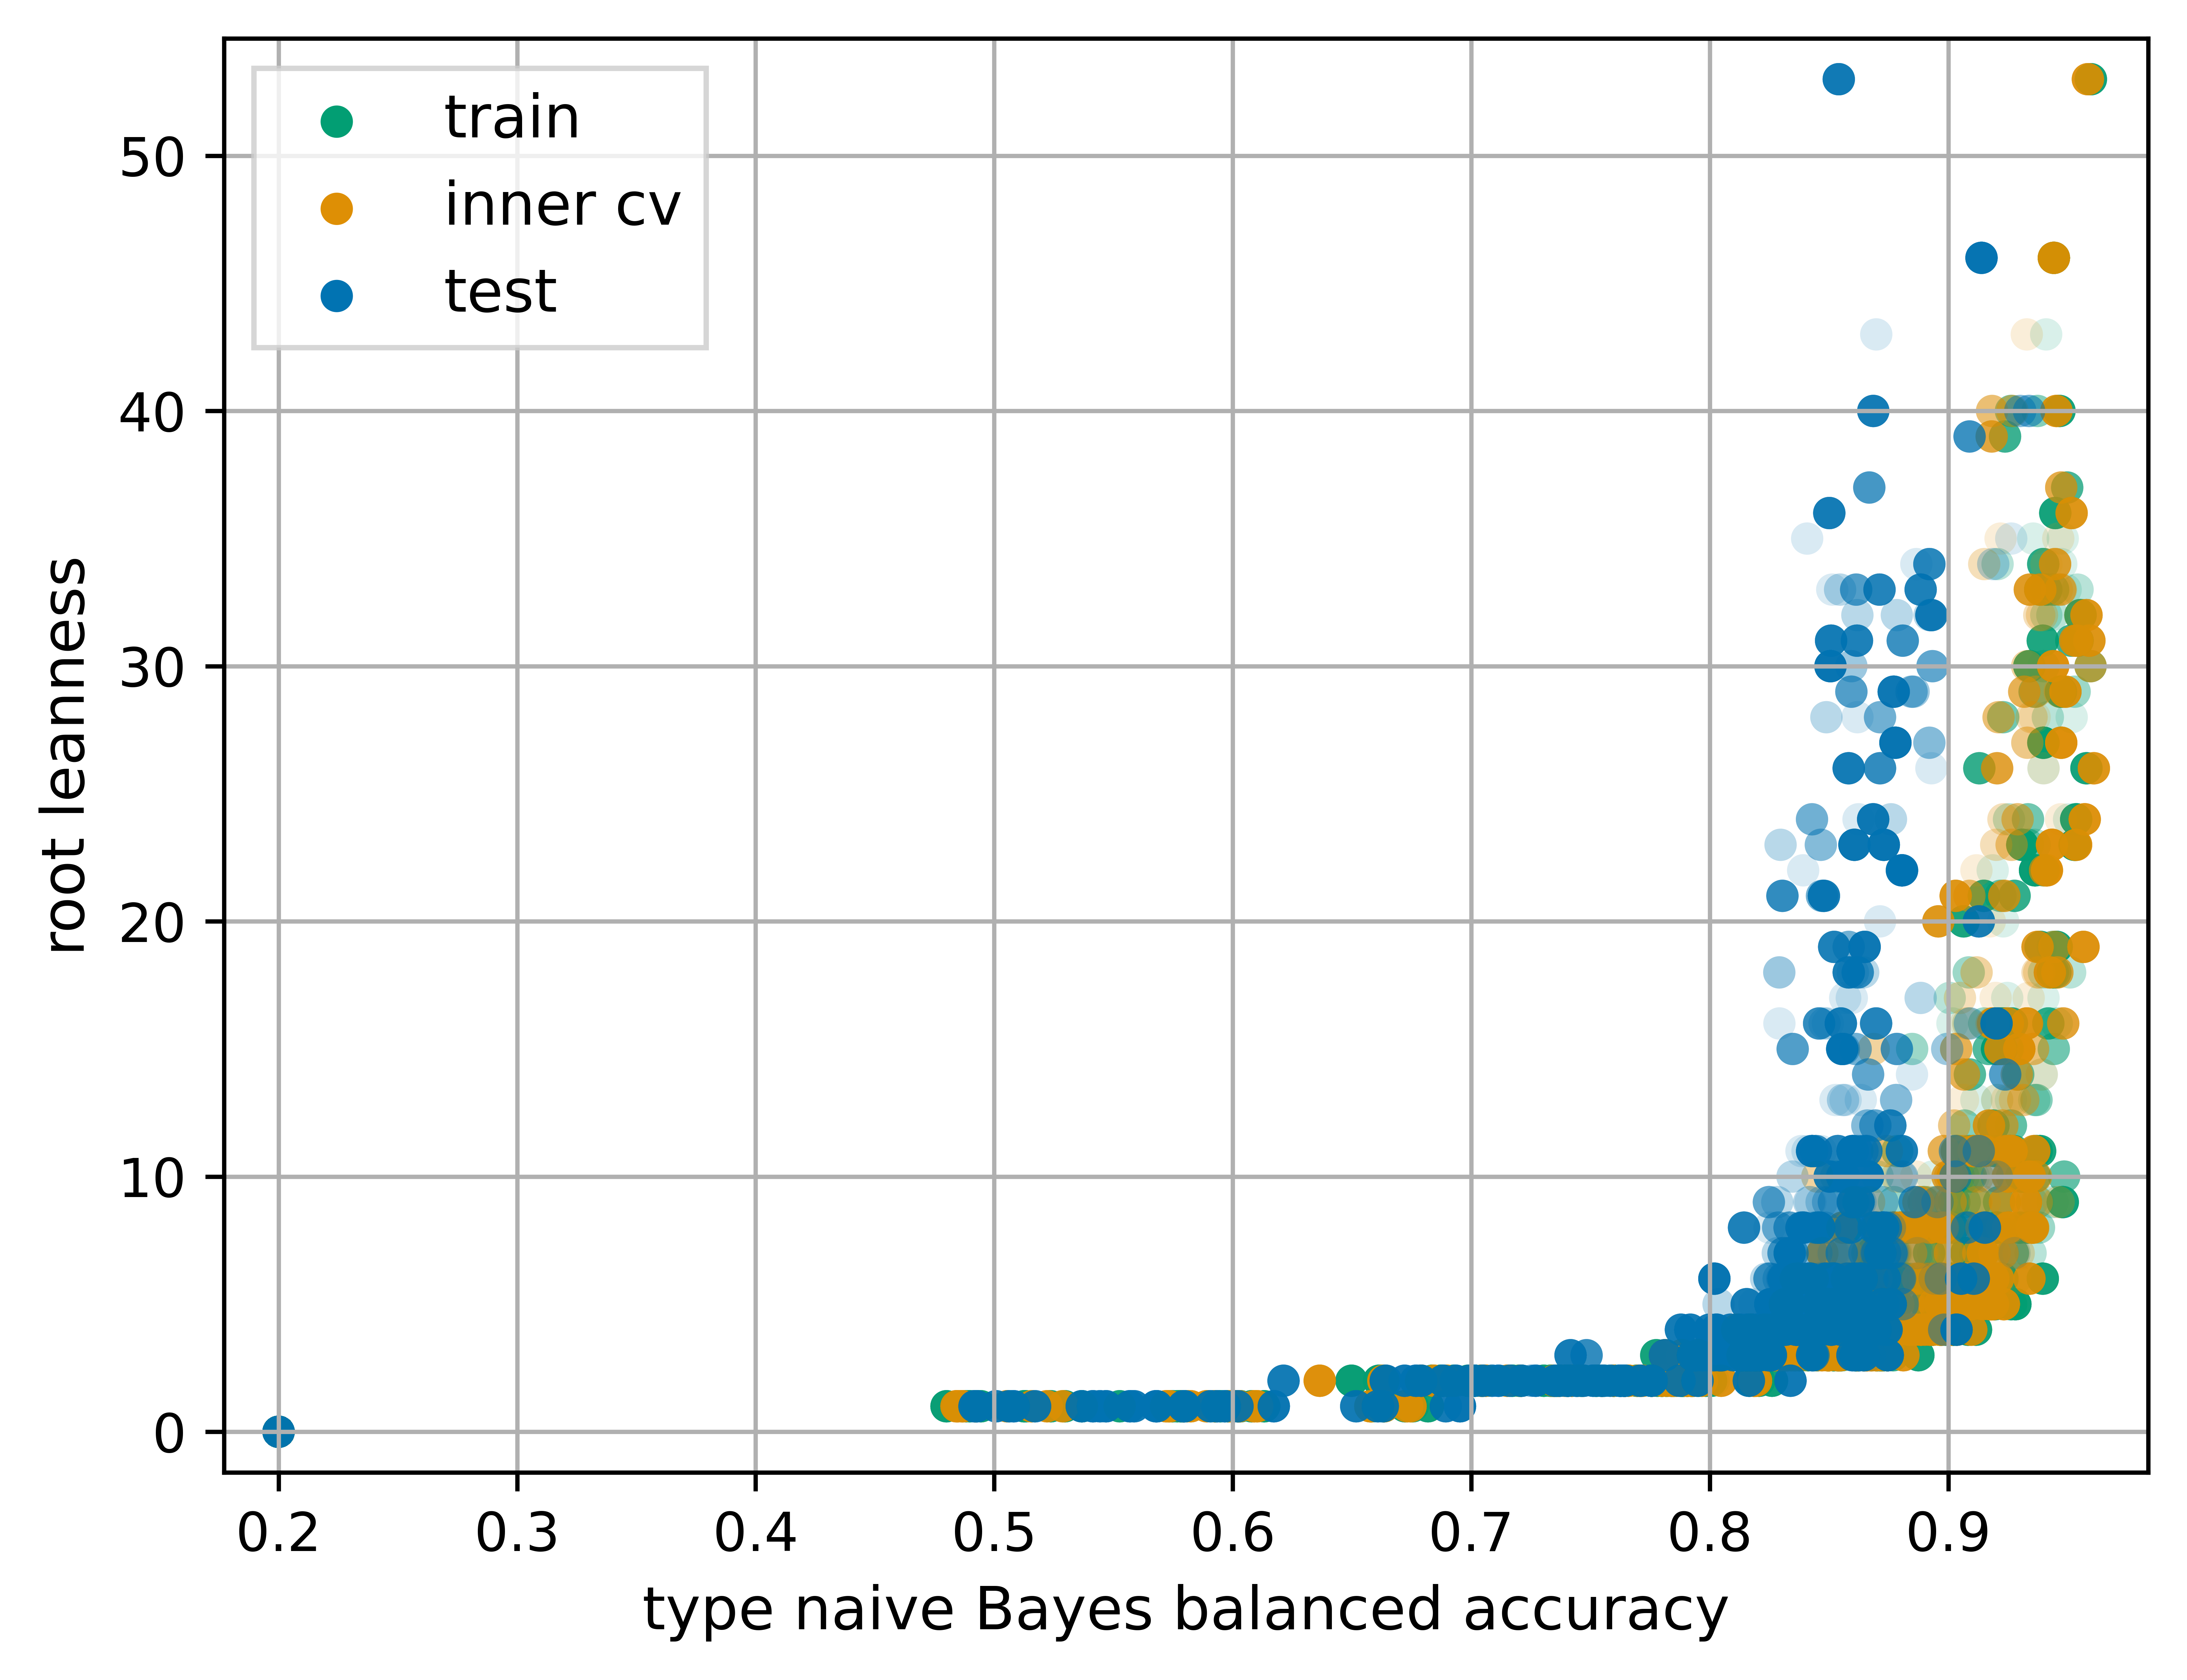 train
inner cv
test
50
40
30
20
10
0
root leanness
0.2 0.3 0.4 0.5 0.6 0.7 0.8 0.9
type naive Bayes balanced accuracy